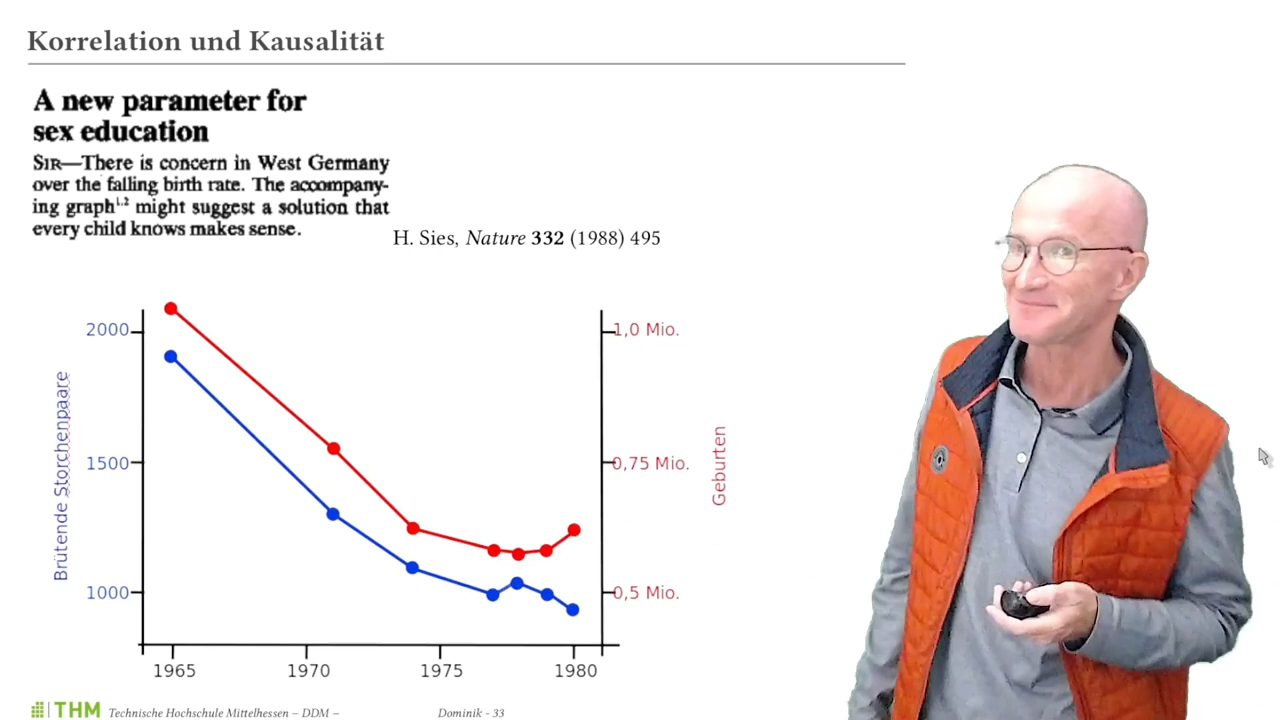 Korrelation und Kausalität
A new parameter for
sex education
SIR—There is concern in West Germany
over the falling birth rate. The accompany-
ing graph1,2 might suggest a solution that
every child knows makes sense.
H. Sies, Nature 332 (1988) 495
Brütende Storchenpaare
2000
1500
1000
1,0 Mio.
0,75 Mio.
0,5 Mio.
Geburten
1965
1970
1975
1980
THM Technische Hochschule Mittelhessen – DDM –
Dominik - 33